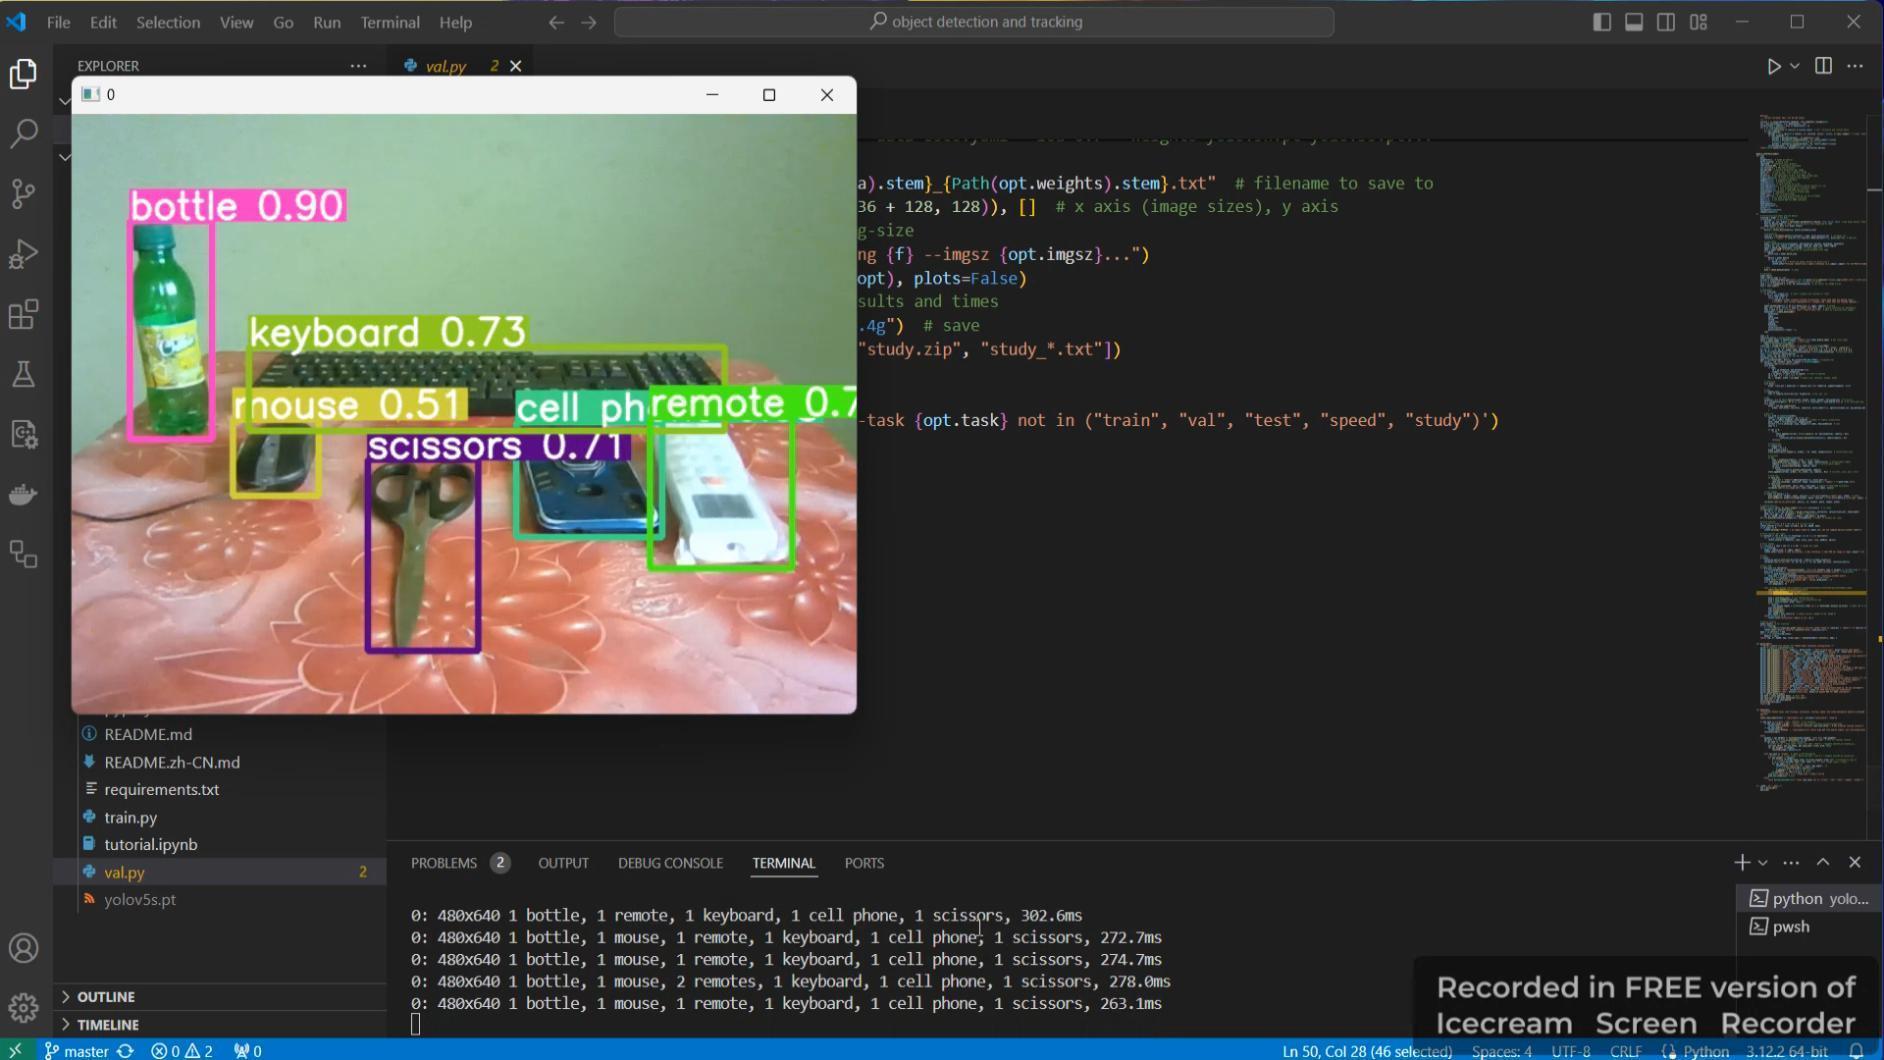 File Edit Selection View Go Run Terminal Help
object detection and tracking
EXPLORER
val.py 2
0
a).stem}_{Path(opt.weights).stem}.txt" # filename to save to
36 + 128, 128)), [] # x axis (image sizes), y axis
g-size
ng {f} --imgsz {opt.imgsz}...")
opt), plots=False)
sults and times
.4g") # save
"study.zip", "study_*.txt"])
-task {opt.task} not in ("train", "val", "test", "speed", "study")')
bottle 0.90
keyboard 0.73
mouse 0.51
cell ph
remote 0.7
scissors 0.71
README.md
README.zh-CN.md
requirements.txt
train.py
tutorial.ipynb
val.py 2
yolov5s.pt
OUTLINE
TIMELINE
PROBLEMS 2 OUTPUT DEBUG CONSOLE TERMINAL PORTS
0: 480x640 1 bottle, 1 remote, 1 keyboard, 1 cell phone, 1 scissors, 302.6ms
0: 480x640 1 bottle, 1 mouse, 1 remote, 1 keyboard, 1 cell phone, 1 scissors, 272.7ms
0: 480x640 1 bottle, 1 mouse, 1 remote, 1 keyboard, 1 cell phone, 1 scissors, 274.7ms
0: 480x640 1 bottle, 1 mouse, 2 remotes, 1 keyboard, 1 cell phone, 1 scissors, 278.0ms
0: 480x640 1 bottle, 1 mouse, 1 remote, 1 keyboard, 1 cell phone, 1 scissors, 263.1ms
python yolo...
pwsh
Recorded in FREE version of
Icecream Screen Recorder
master 0 2 0
Ln 50, Col 28 (46 selected) Spaces: 4 UTF-8 CRLF Python 3.12.2 64-bit